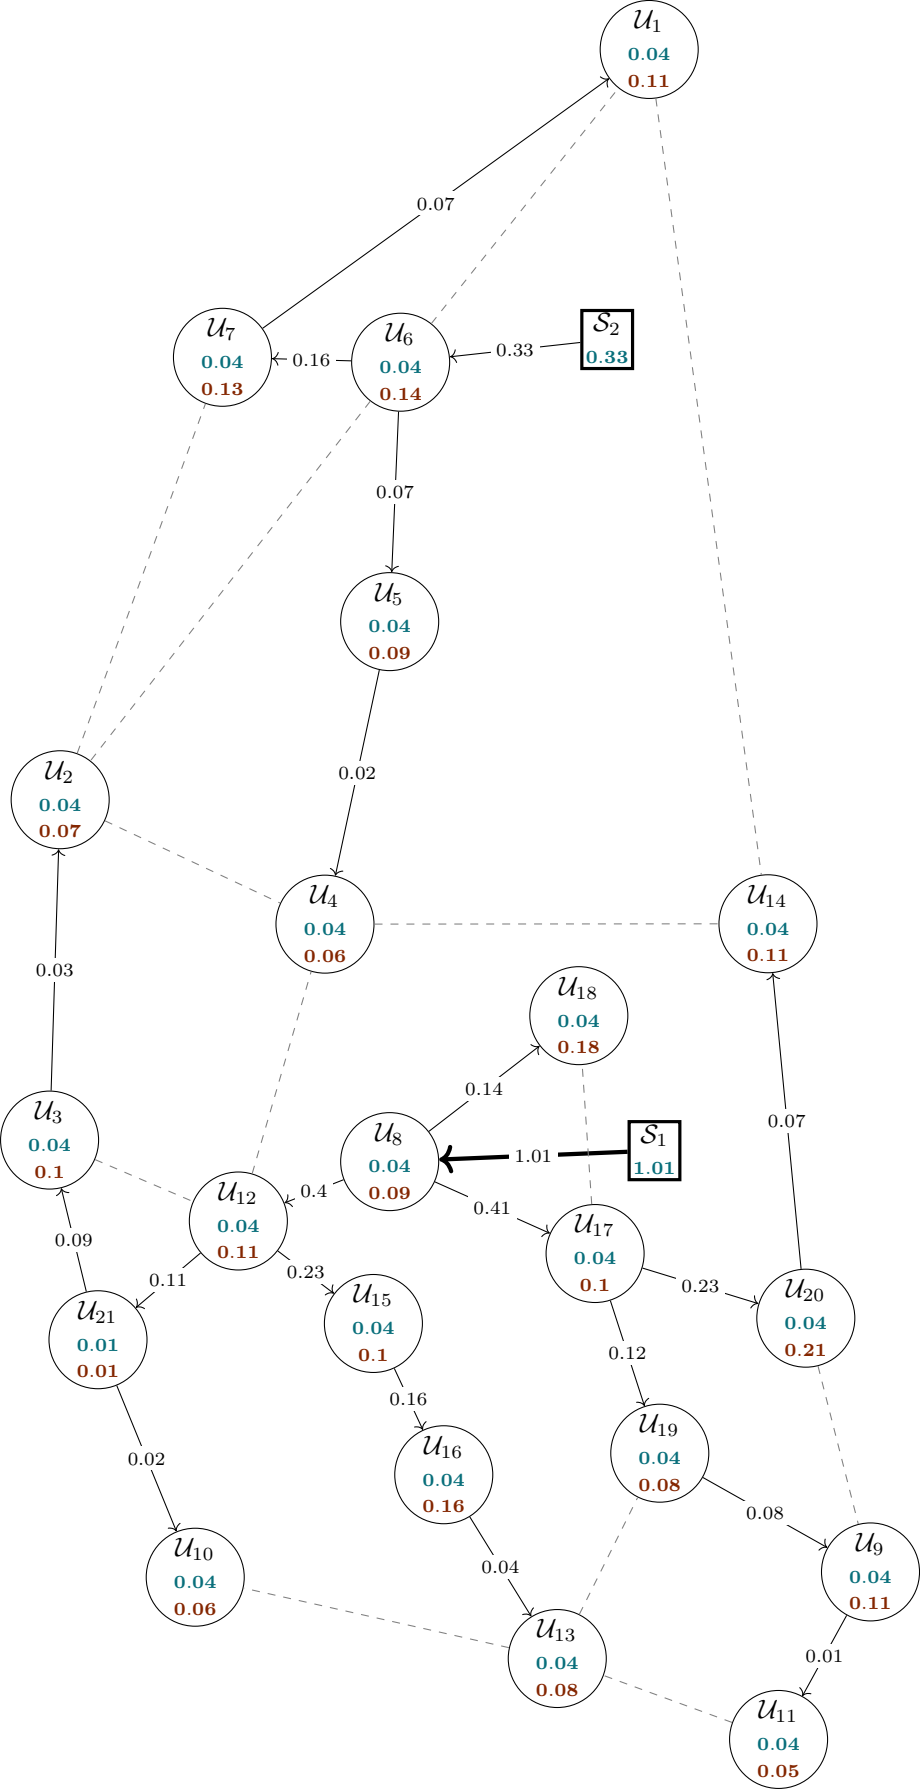 𝒰₁
0.04
0.11
0.07
𝒰₇
0.04
0.13
0.16
𝒰₆
0.04
0.14
0.33
𝒮₂
0.33
0.07
𝒰₅
0.04
0.09
0.02
𝒰₂
0.04
0.07
𝒰₄
0.04
0.06
𝒰₁₄
0.04
0.11
0.03
𝒰₁₈
0.04
0.18
0.14
0.07
𝒰₃
0.04
0.1
𝒰₈
0.04
0.09
1.01
𝒮₁
1.01
𝒰₁₂
0.04
0.11
0.4
0.41
𝒰₁₇
0.04
0.1
0.09
0.11
0.23
0.23
𝒰₂₁
0.01
0.01
𝒰₁₅
0.04
0.1
𝒰₂₀
0.04
0.21
0.12
0.16
0.02
𝒰₁₆
0.04
0.16
𝒰₁₉
0.04
0.08
0.08
𝒰₁₀
0.04
0.06
0.04
𝒰₉
0.04
0.11
𝒰₁₃
0.04
0.08
0.01
𝒰₁₁
0.04
0.05